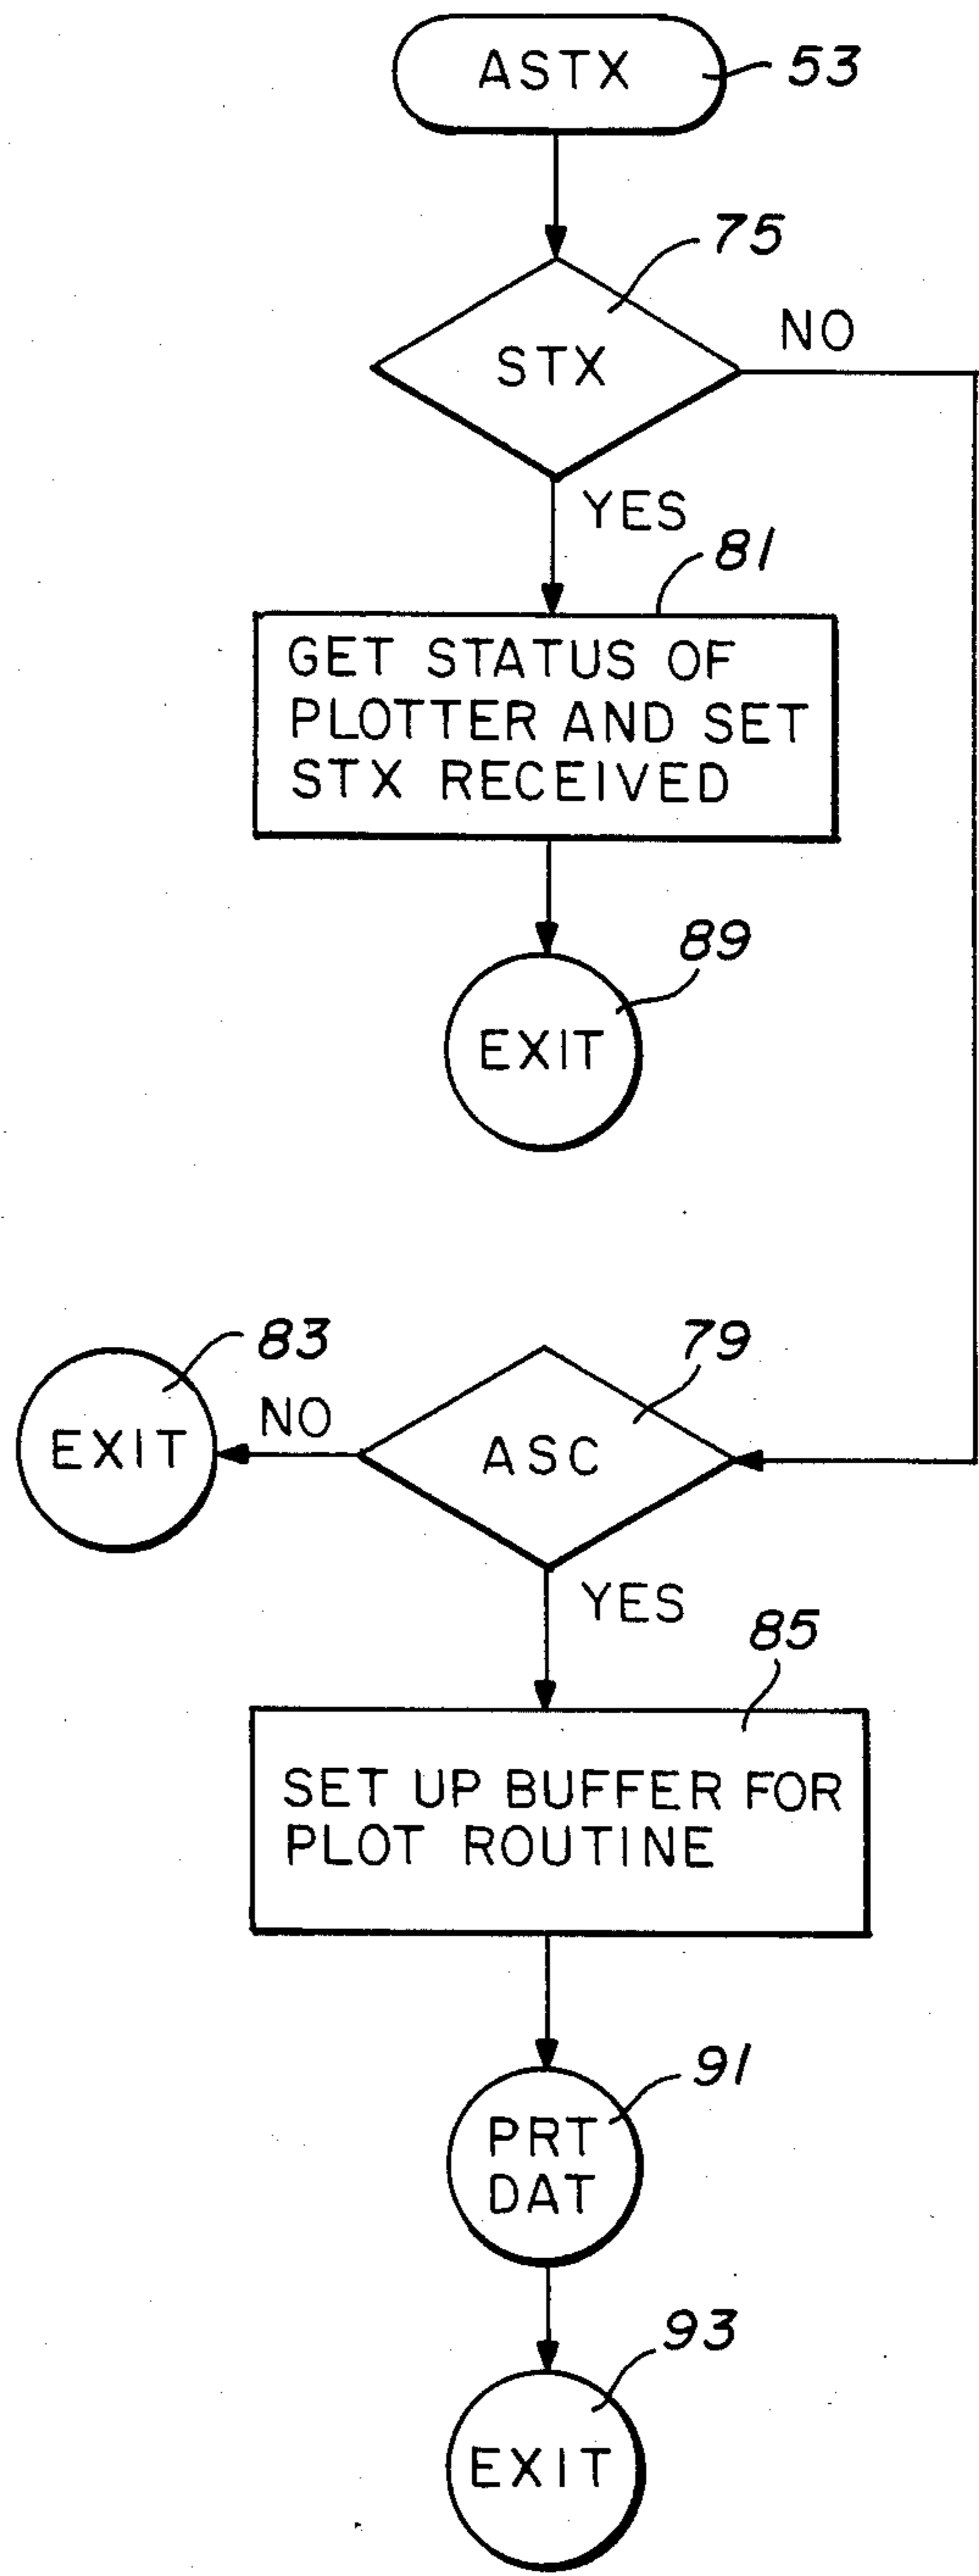 ASTX
53
75
STX
NO
YES
81
GET STATUS OF
PLOTTER AND SET
STX RECEIVED
89
EXIT
83
EXIT
NO
79
ASC
YES
85
SET UP BUFFER FOR
PLOT ROUTINE
91
PRT
DAT
93
EXIT